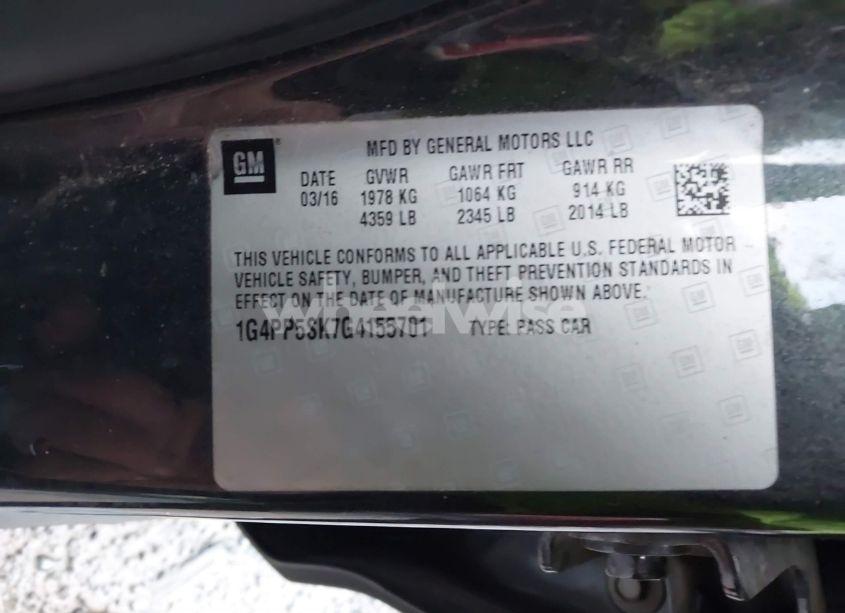 GM
MFD BY GENERAL MOTORS LLC
DATE GVWR GAWR FRT GAWR RR
03/16 1978 KG 1064 KG 914 KG
4359 LB 2345 LB 2014 LB
THIS VEHICLE CONFORMS TO ALL APPLICABLE U.S. FEDERAL MOTOR
VEHICLE SAFETY, BUMPER, AND THEFT PREVENTION STANDARDS IN
EFFECT ON THE DATE OF MANUFACTURE SHOWN ABOVE.
wheelwise
1G4PP5SK7G4155701 TYPE: PASS CAR